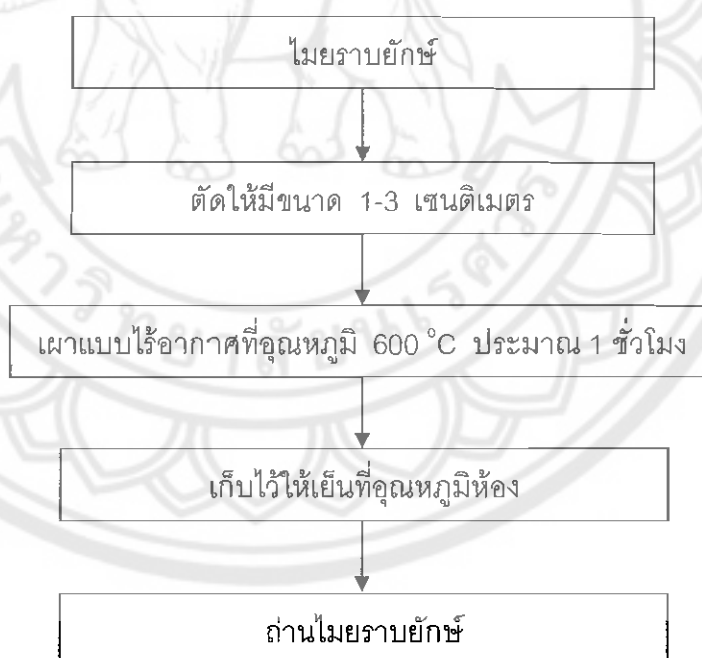 ไมยราบยักษ์
ตัดให้มีขนาด 1-3 เซนติเมตร
เผาแบบไร้อากาศที่อุณหภูมิ 600 °C ประมาณ 1 ชั่วโมง
เก็บไว้ให้เย็นที่อุณหภูมิห้อง
ถ่านไมยราบยักษ์